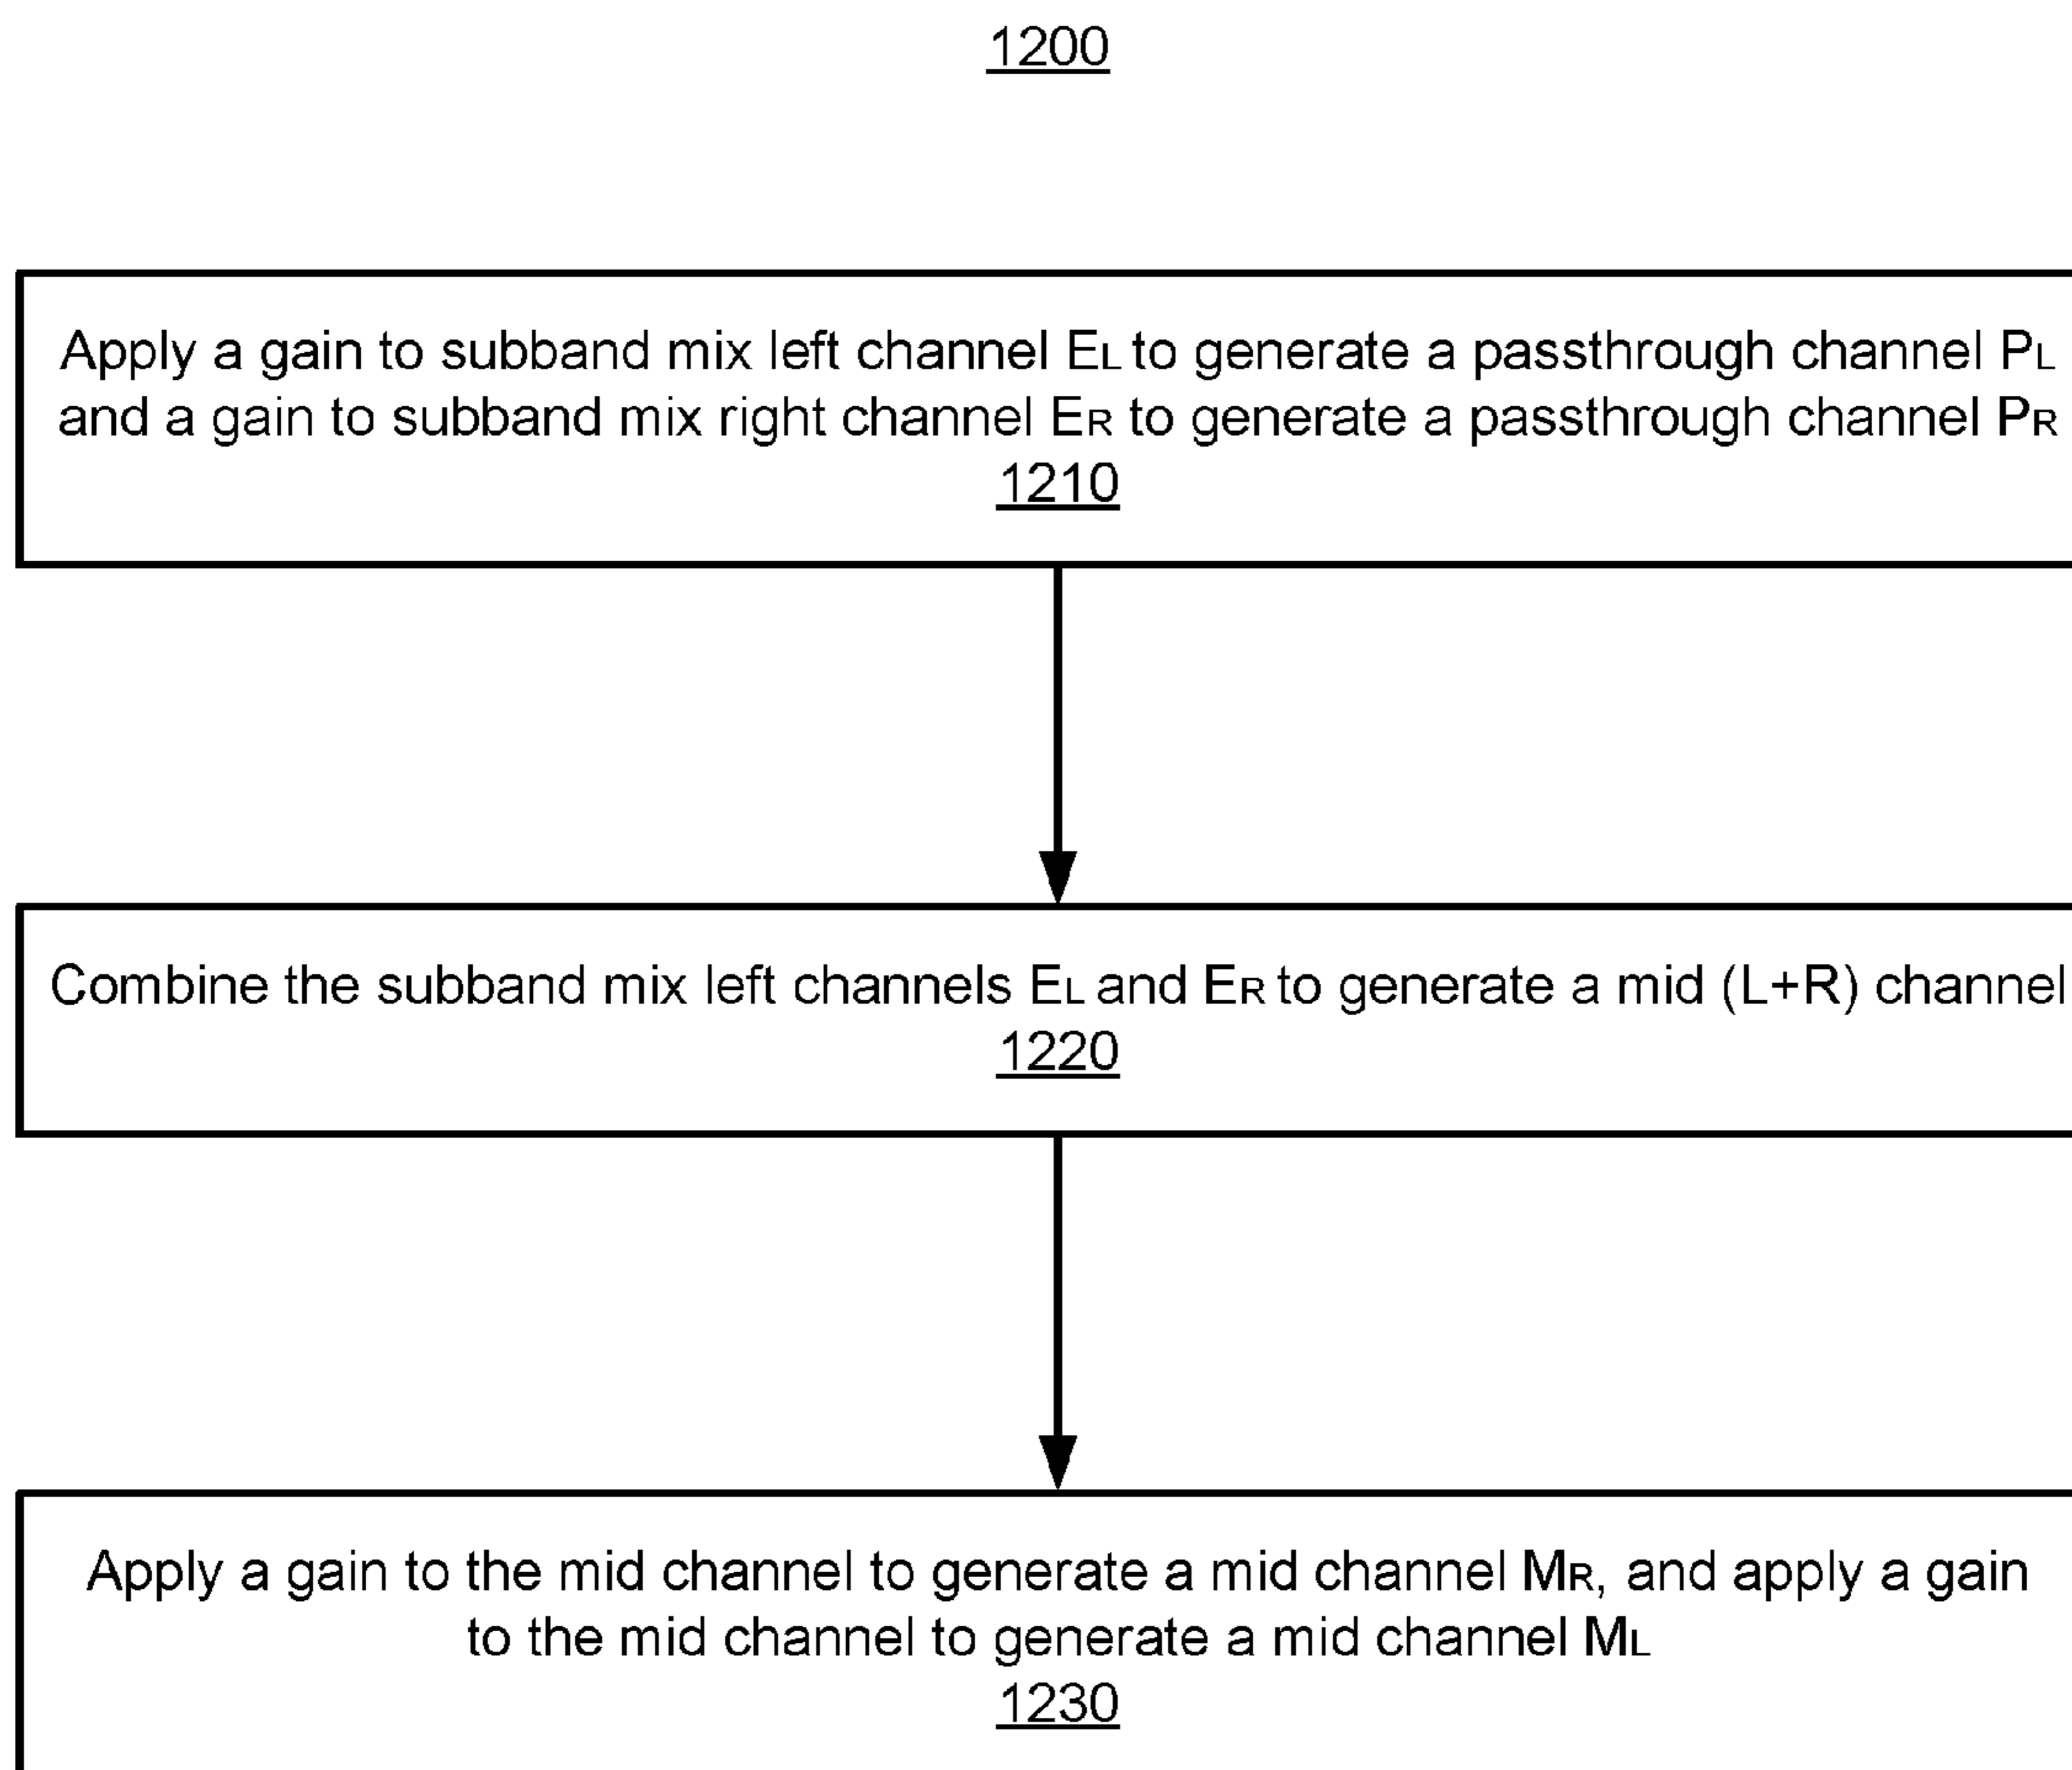 1200
Apply a gain to subband mix left channel EL to generate a passthrough channel PL
and a gain to subband mix right channel ER to generate a passthrough channel PR
1210
Combine the subband mix left channels EL and ER to generate a mid (L+R) channel
1220
Apply a gain to the mid channel to generate a mid channel MR, and apply a gain
to the mid channel to generate a mid channel ML
1230